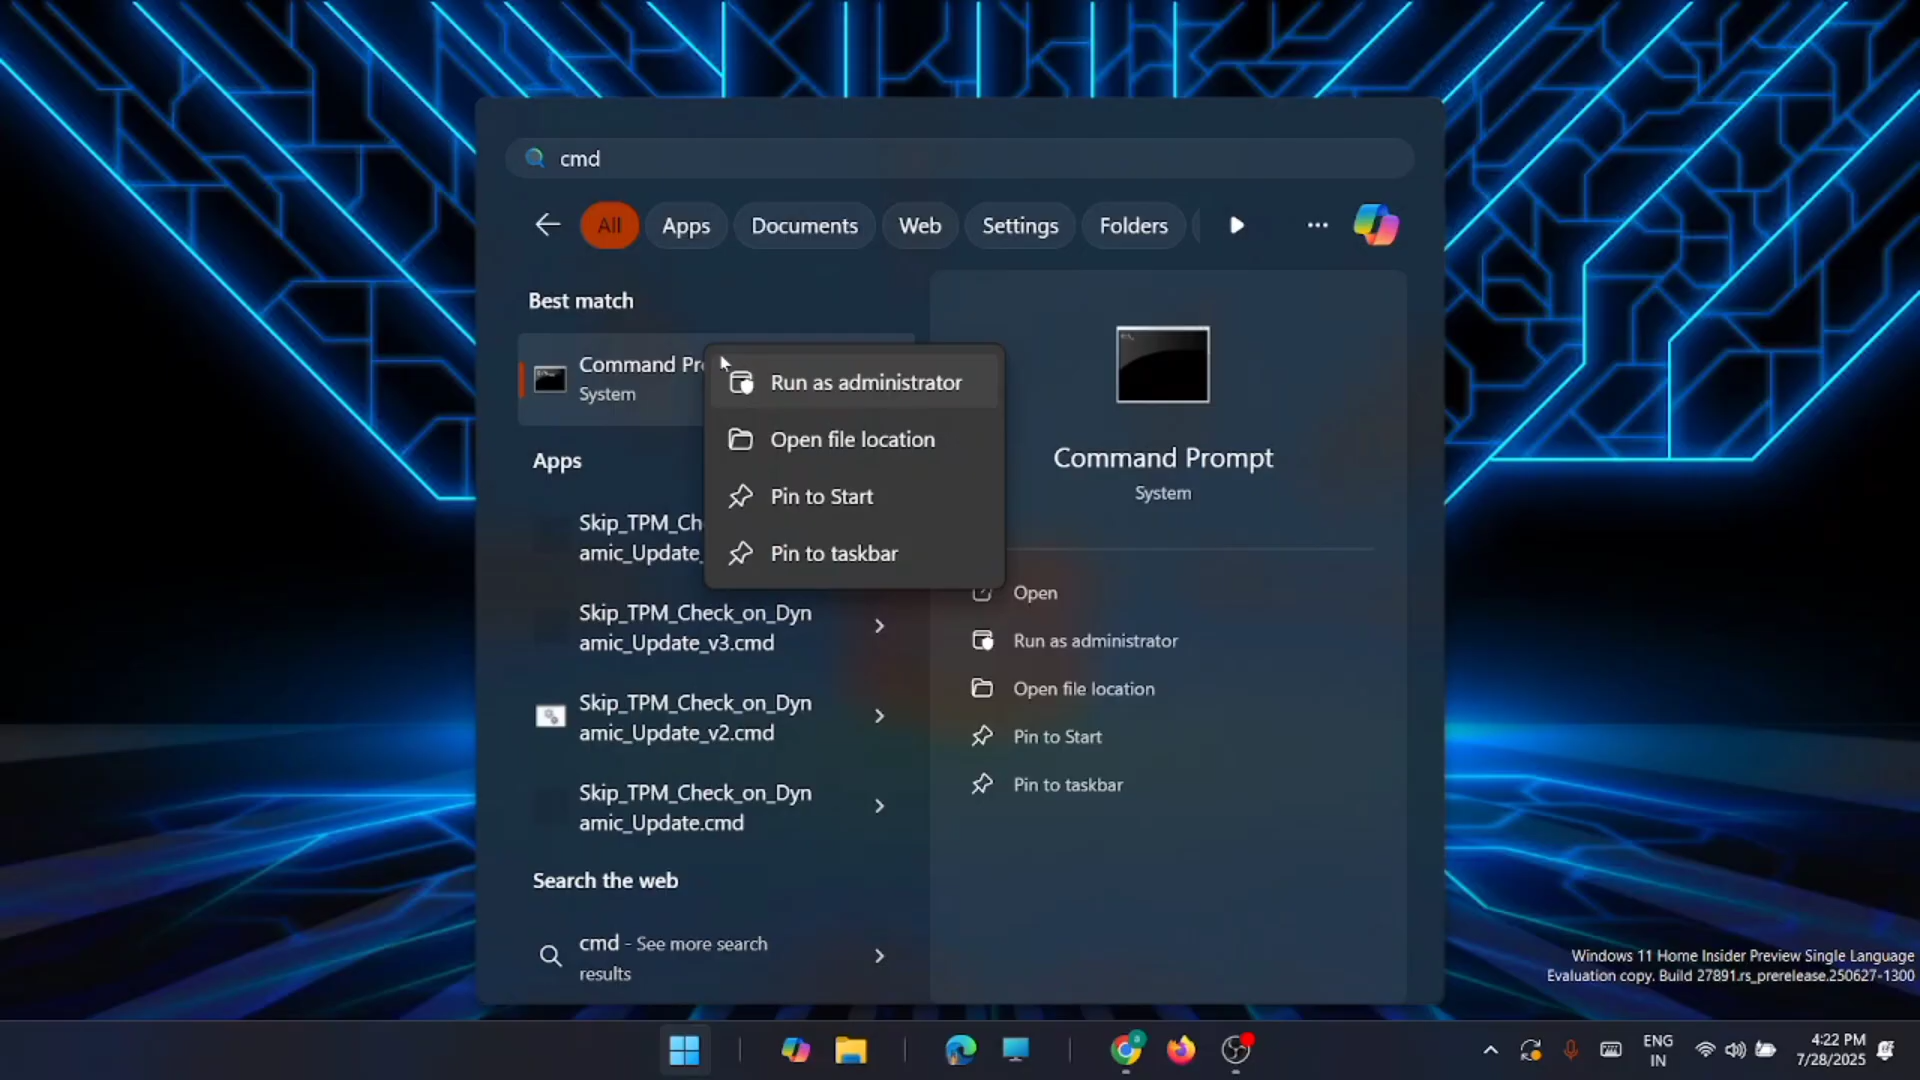 cmd
All
Apps
Documents
Web
Settings
Folders
Best match
Command Pr
System
Run as administrator
Open file location
Pin to Start
Pin to taskbar
Apps
Skip_TPM_Ch
amic_Update_
Skip_TPM_Check_on_Dyn
amic_Update_v3.cmd
Skip_TPM_Check_on_Dyn
amic_Update_v2.cmd
Skip_TPM_Check_on_Dyn
amic_Update.cmd
Search the web
cmd - See more search
results
Command Prompt
System
Open
Run as administrator
Open file location
Pin to Start
Pin to taskbar
Windows 11 Home Insider Preview Single Language
Evaluation copy. Build 27891.rs_prerelease.250627-1300
ENG
IN
4:22 PM
7/28/2025